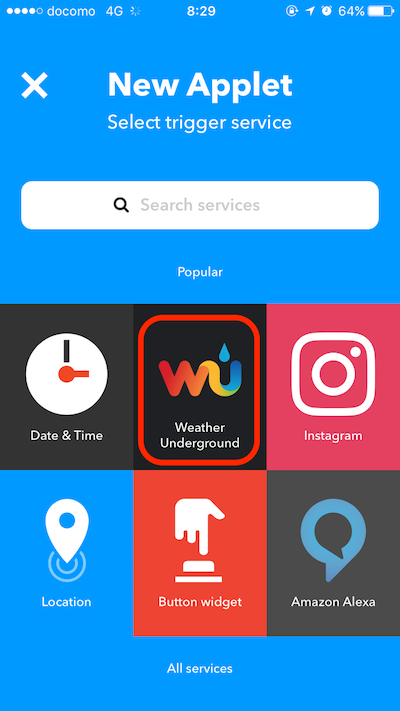 docomo 4G 8:29 64%
New Applet
Select trigger service
Search services
Popular
Date & Time
Weather
Underground
Instagram
Location
Button widget
Amazon Alexa
All services